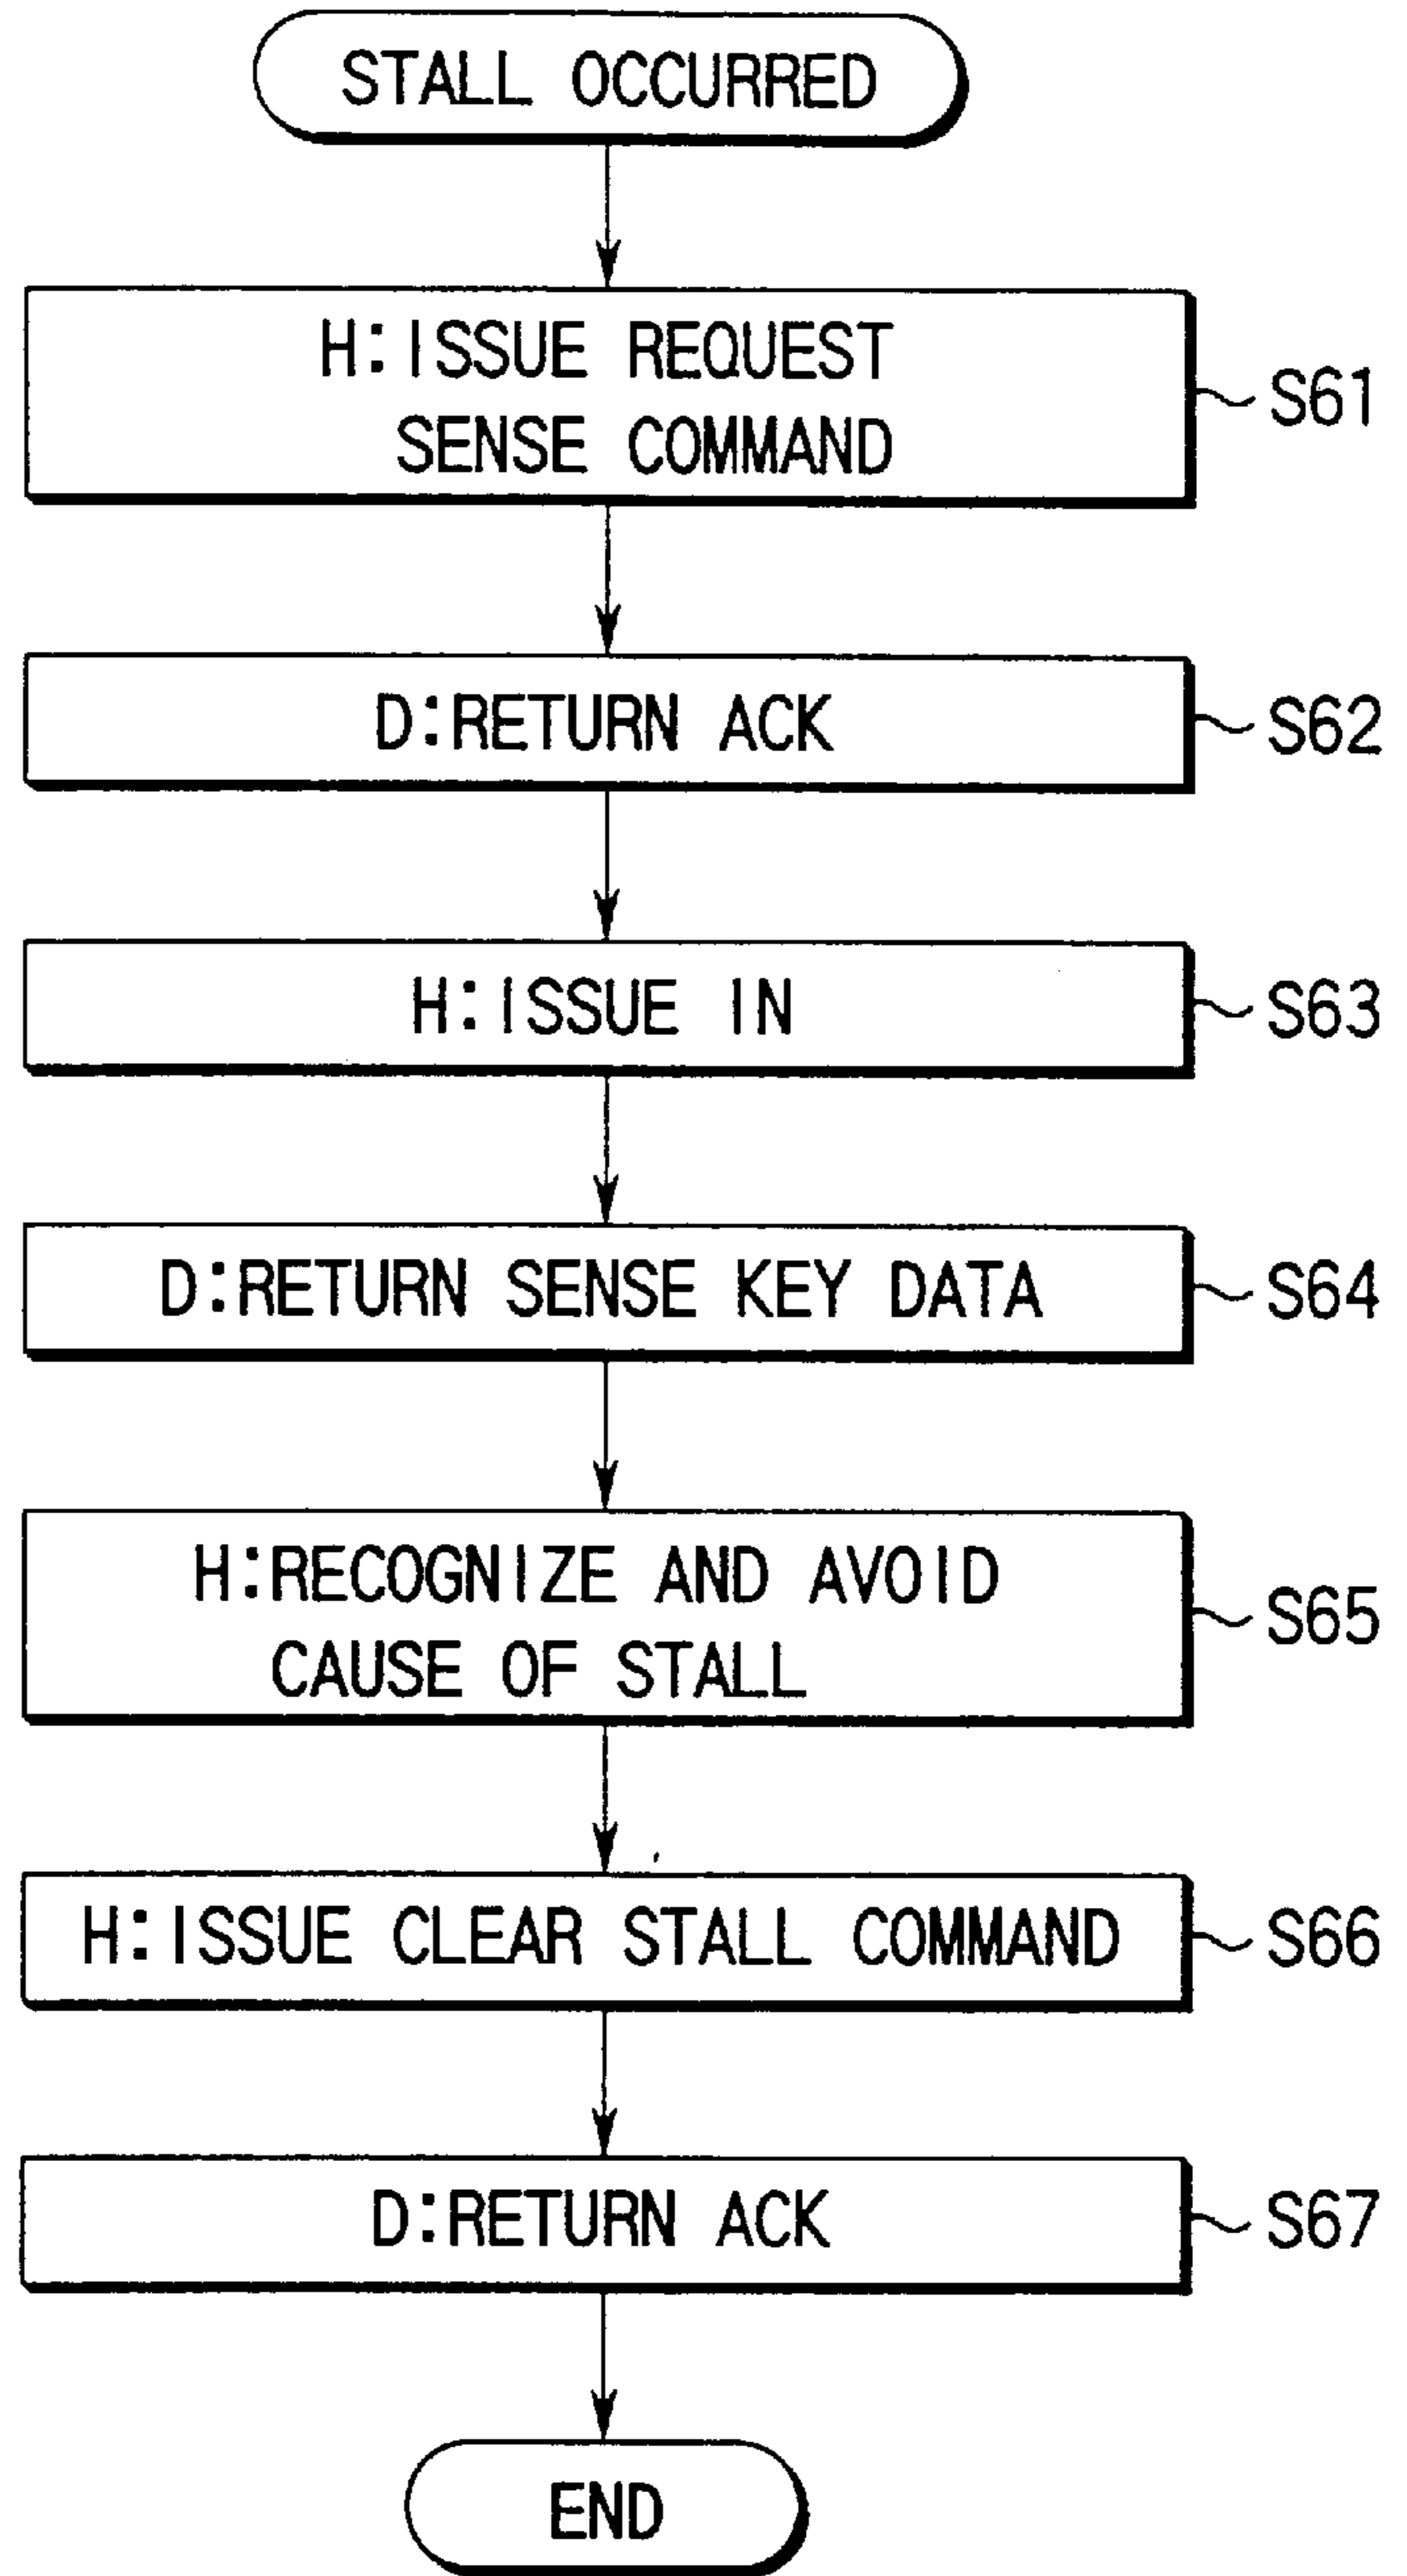 STALL OCCURRED
H:ISSUE REQUEST
SENSE COMMAND
S61
D:RETURN ACK
S62
H:ISSUE IN
S63
D:RETURN SENSE KEY DATA
S64
H:RECOGNIZE AND AVOID
CAUSE OF STALL
S65
H:ISSUE CLEAR STALL COMMAND
S66
D:RETURN ACK
S67
END